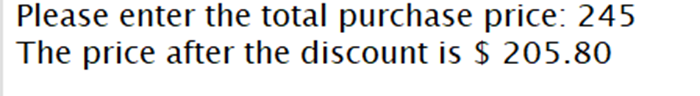 Please enter the total purchase price: 245
The price after the discount is $ 205.80